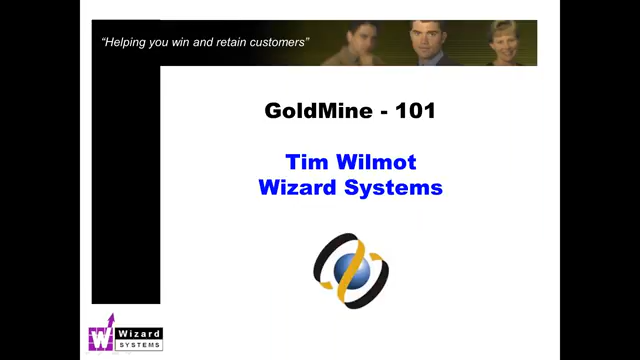 “Helping you win and retain customers”
GoldMine - 101
Tim Wilmot
Wizard Systems
W Wizard
SYSTEMS